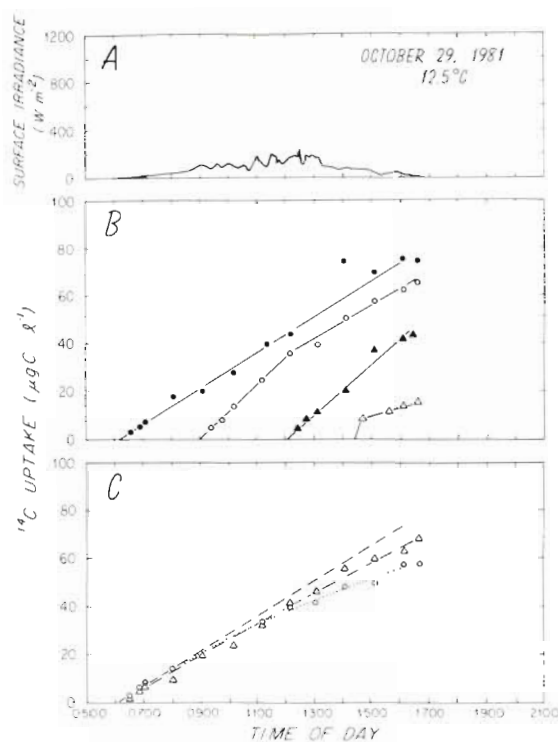 A
OCTOBER 29, 1981
12.5°C
SURFACE IRRADIANCE
(W m⁻²)
1200
800
400
0
B
100
80
60
40
20
0
¹⁴C UPTAKE (μgC l⁻¹)
C
100
80
60
40
20
0
0500 0700 0900 1100 1300 1500 1700 1900
TIME OF DAY